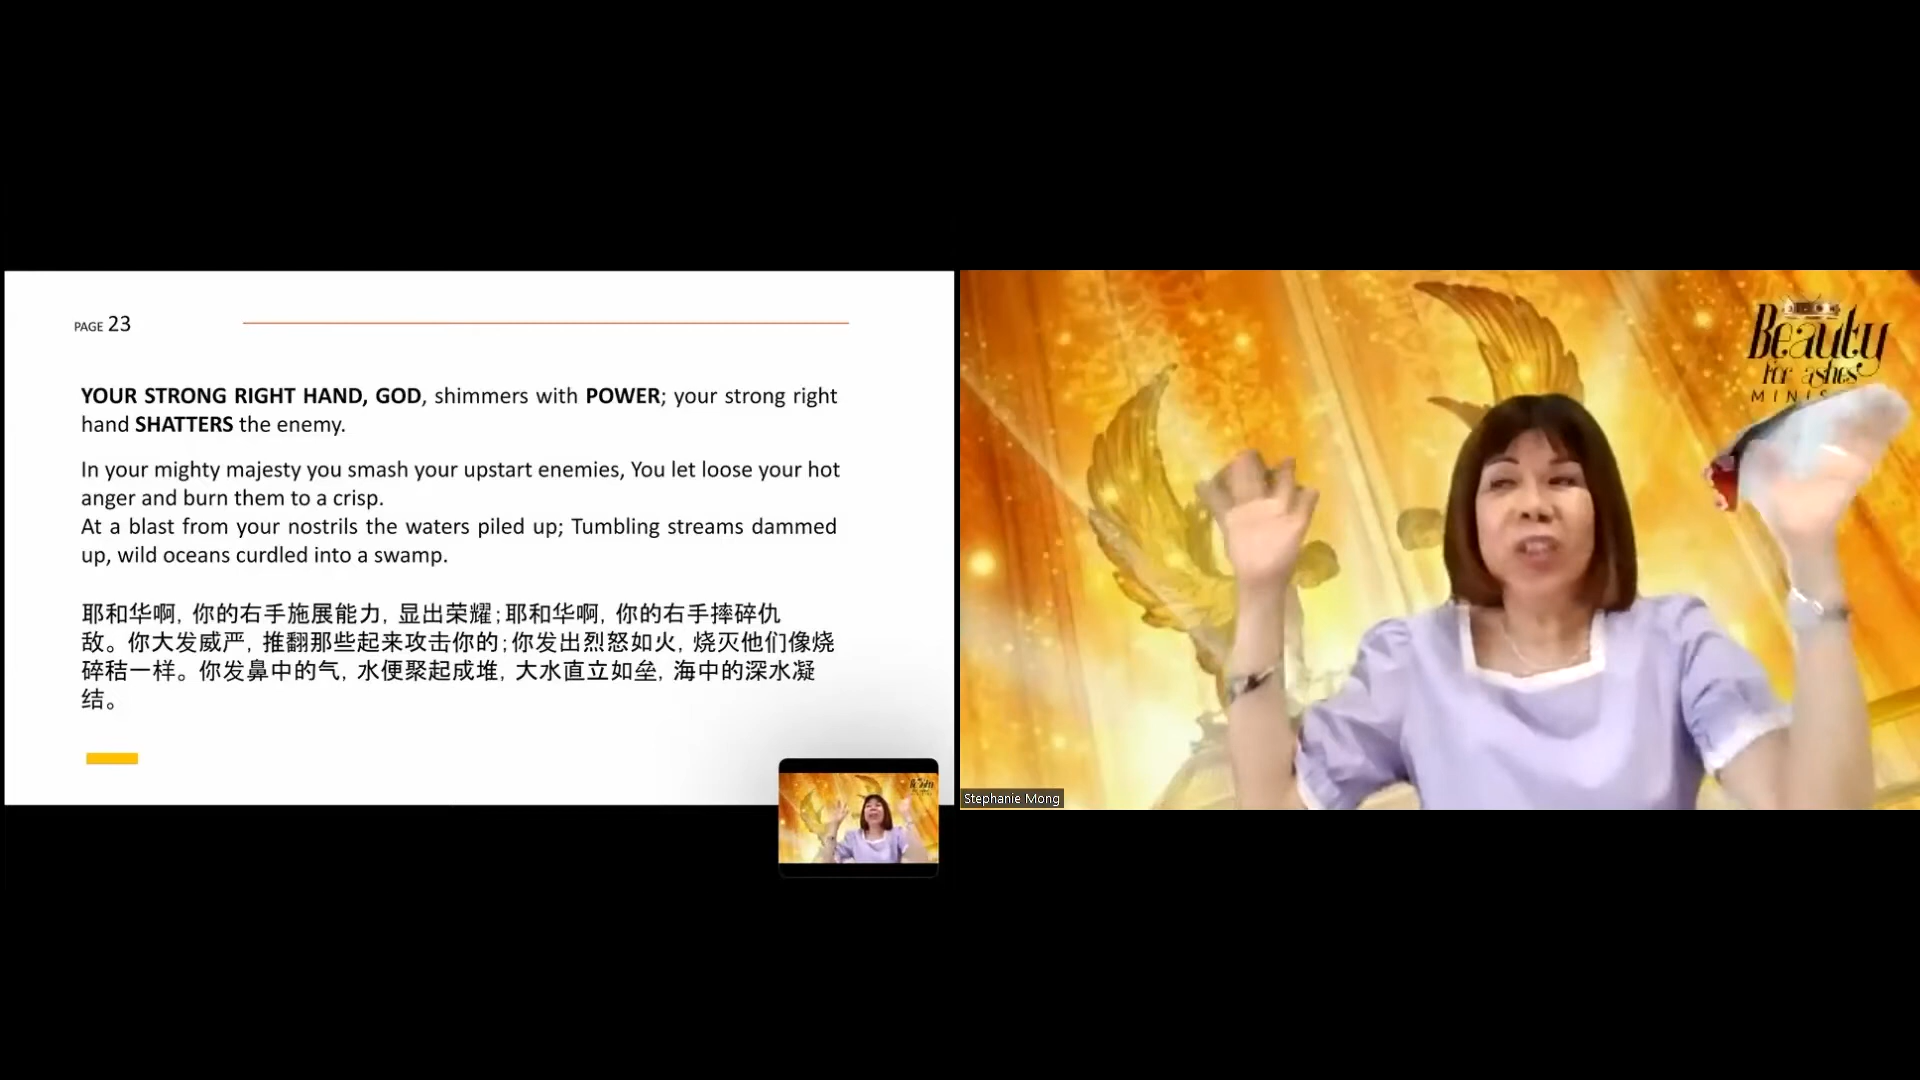 PAGE 23
YOUR STRONG RIGHT HAND, GOD, shimmers with POWER; your strong right
hand SHATTERS the enemy.
In your mighty majesty you smash your upstart enemies, You let loose your hot
anger and burn them to a crisp.
At a blast from your nostrils the waters piled up; Tumbling streams dammed
up, wild oceans curdled into a swamp.
耶和华啊, 你的右手施展能力, 显出荣耀; 耶和华啊, 你的右手摔碎仇
敌。你大发威严, 推翻那些起来攻击你的; 你发出烈怒如火, 烧灭他们像烧
碎秸一样。你发鼻中的气, 水便聚起成堆, 大水直立如垒, 海中的深水凝
结。
Beauty
For ashes
Stephanie Mong